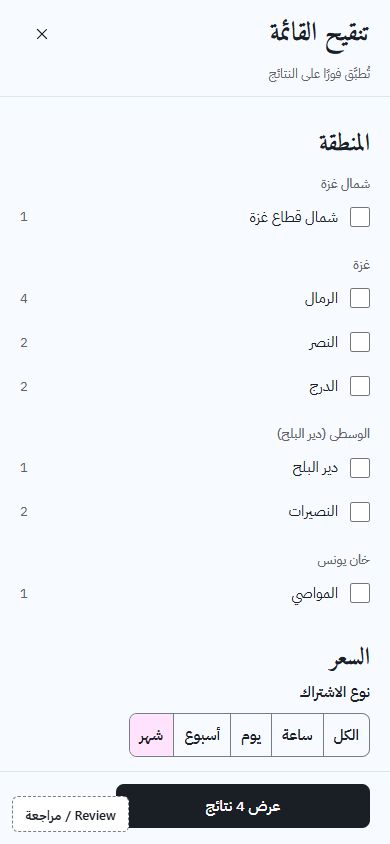 تنقيح القائمة
تُطبَّق فورًا على النتائج
المنطقة
شمال غزة
شمال قطاع غزة 1
غزة
الرمال 4
النصر 2
الدرج 2
الوسطى (دير البلح)
دير البلح 1
النصيرات 2
خان يونس
المواصي 1
السعر
نوع الاشتراك
الكل ساعة يوم أسبوع شهر
عرض 4 نتائج
Review / مراجعة